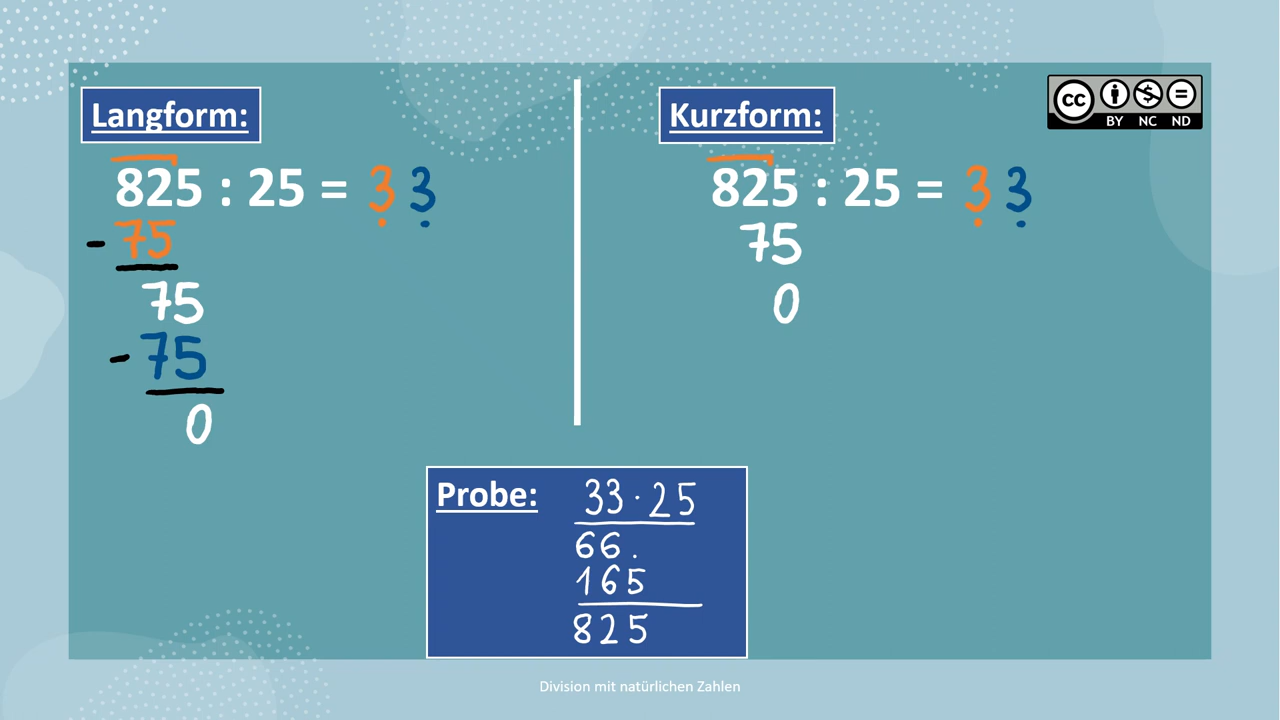 Langform:
825 : 25 = 33
- 75
75
- 75
0
Kurzform:
825 : 25 = 33
75
0
cc BY NC ND
Probe: 33 · 25
66.
165
825
Division mit natürlichen Zahlen